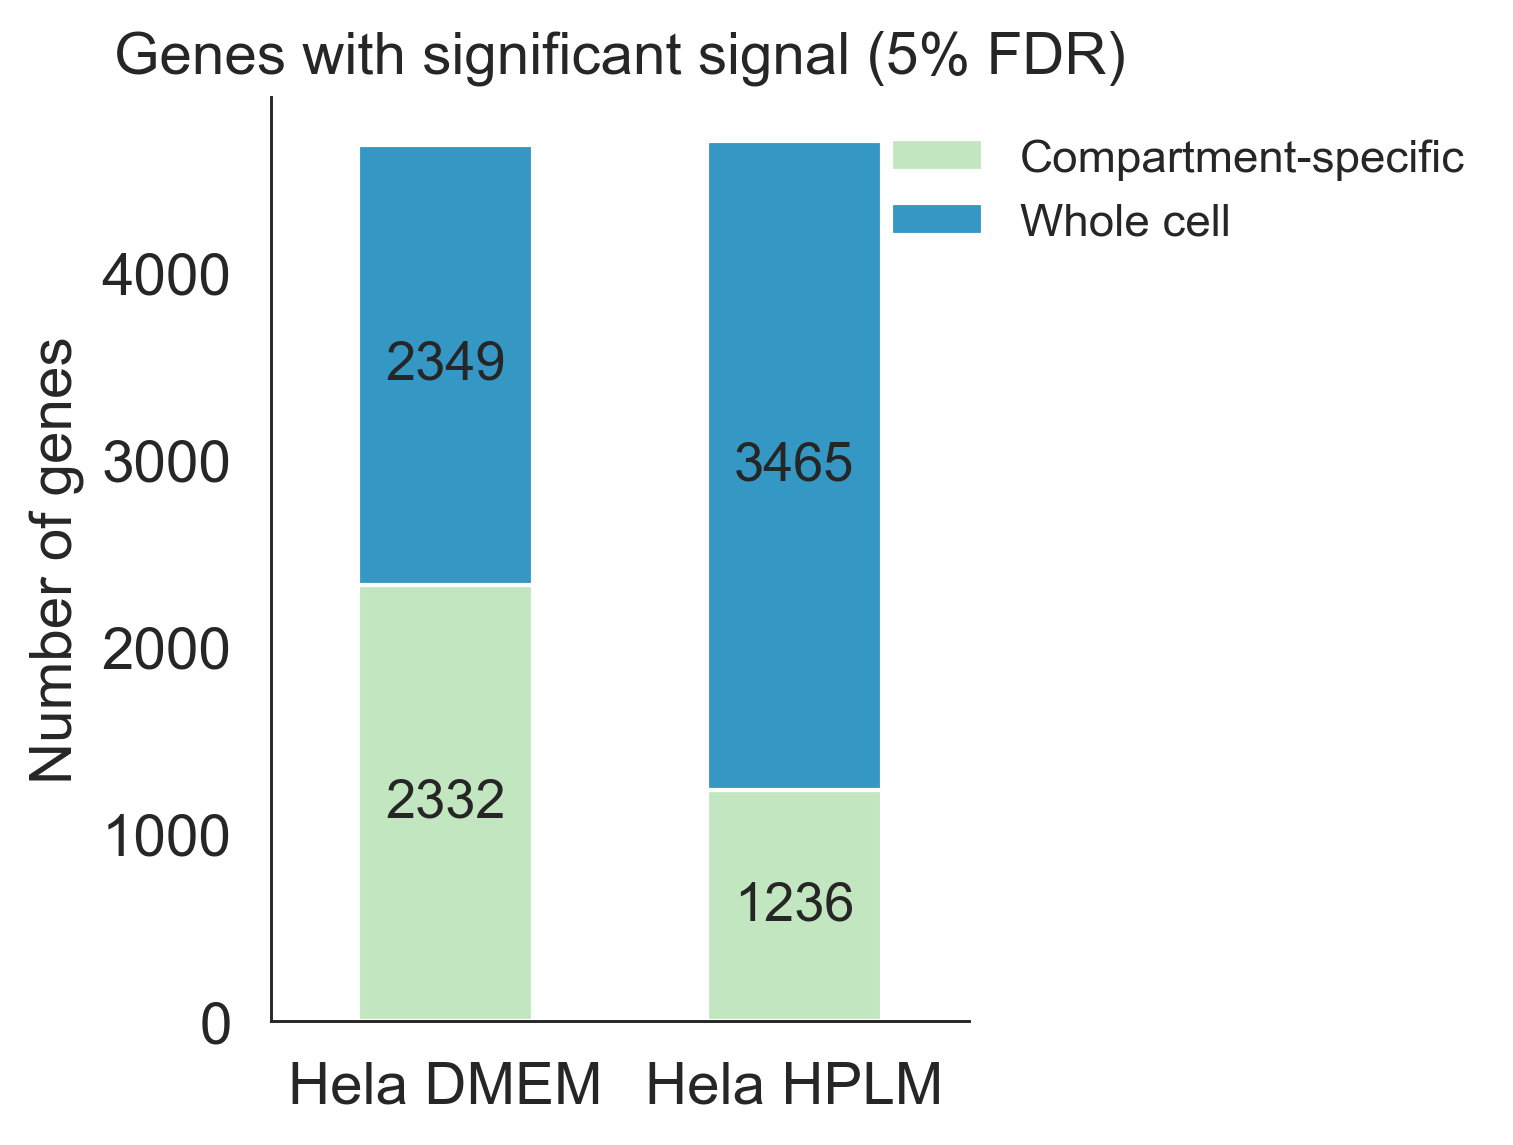 Genes with significant signal (5% FDR)
Compartment-specific
Whole cell
Number of genes
4000
3000
2000
1000
0
2349
3465
2332
1236
Hela DMEM
Hela HPLM